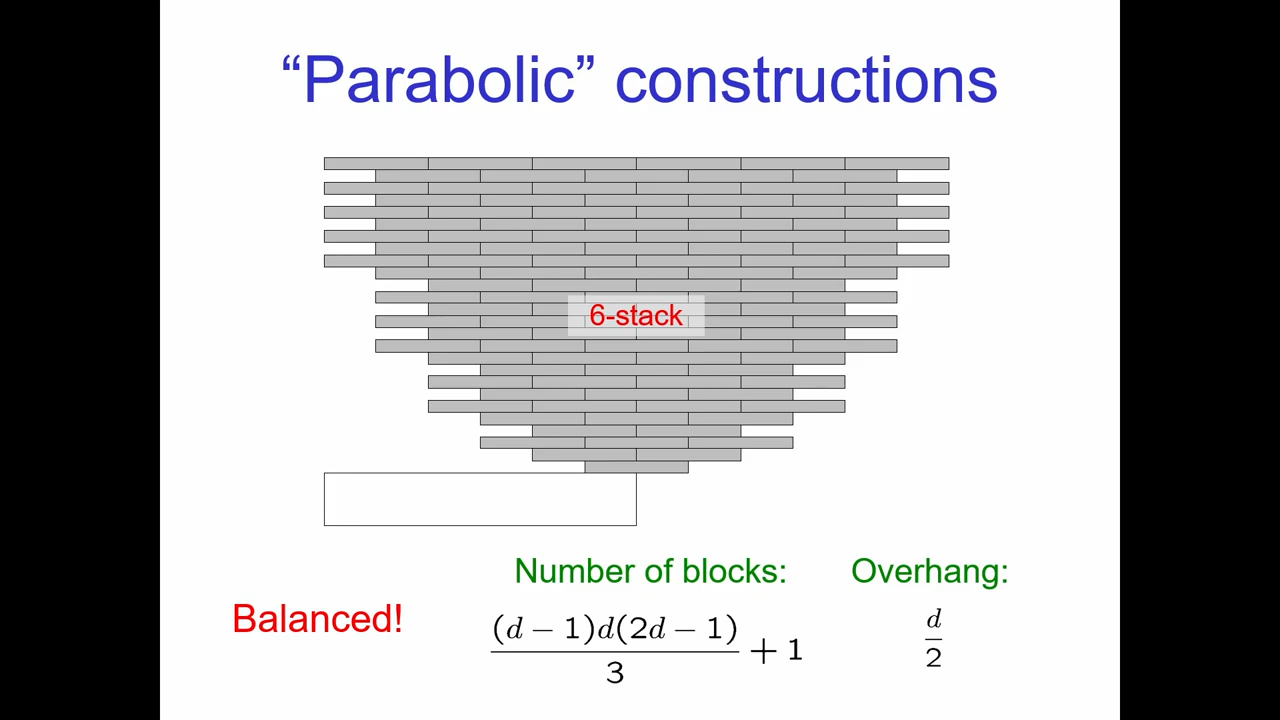 “Parabolic” constructions
6-stack
Number of blocks:
Overhang:
Balanced!
(d − 1)d(2d − 1)
3
+ 1
d
2